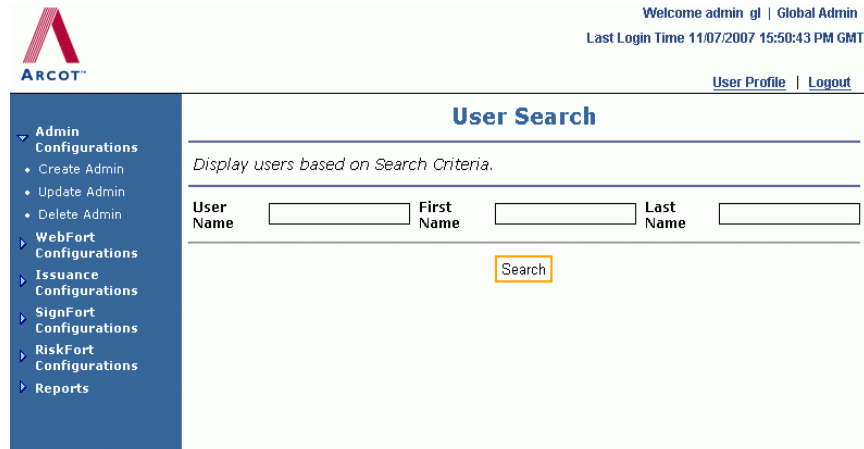 Welcome admin gl | Global Admin
Last Login Time 11/07/2007 15:50:43 PM GMT
ARCOT™
User Profile | Logout
Admin
Configurations
• Create Admin
• Update Admin
• Delete Admin
WebFort
Configurations
Issuance
Configurations
SignFort
Configurations
RiskFort
Configurations
Reports
User Search
Display users based on Search Criteria.
User
Name
First
Name
Last
Name
Search